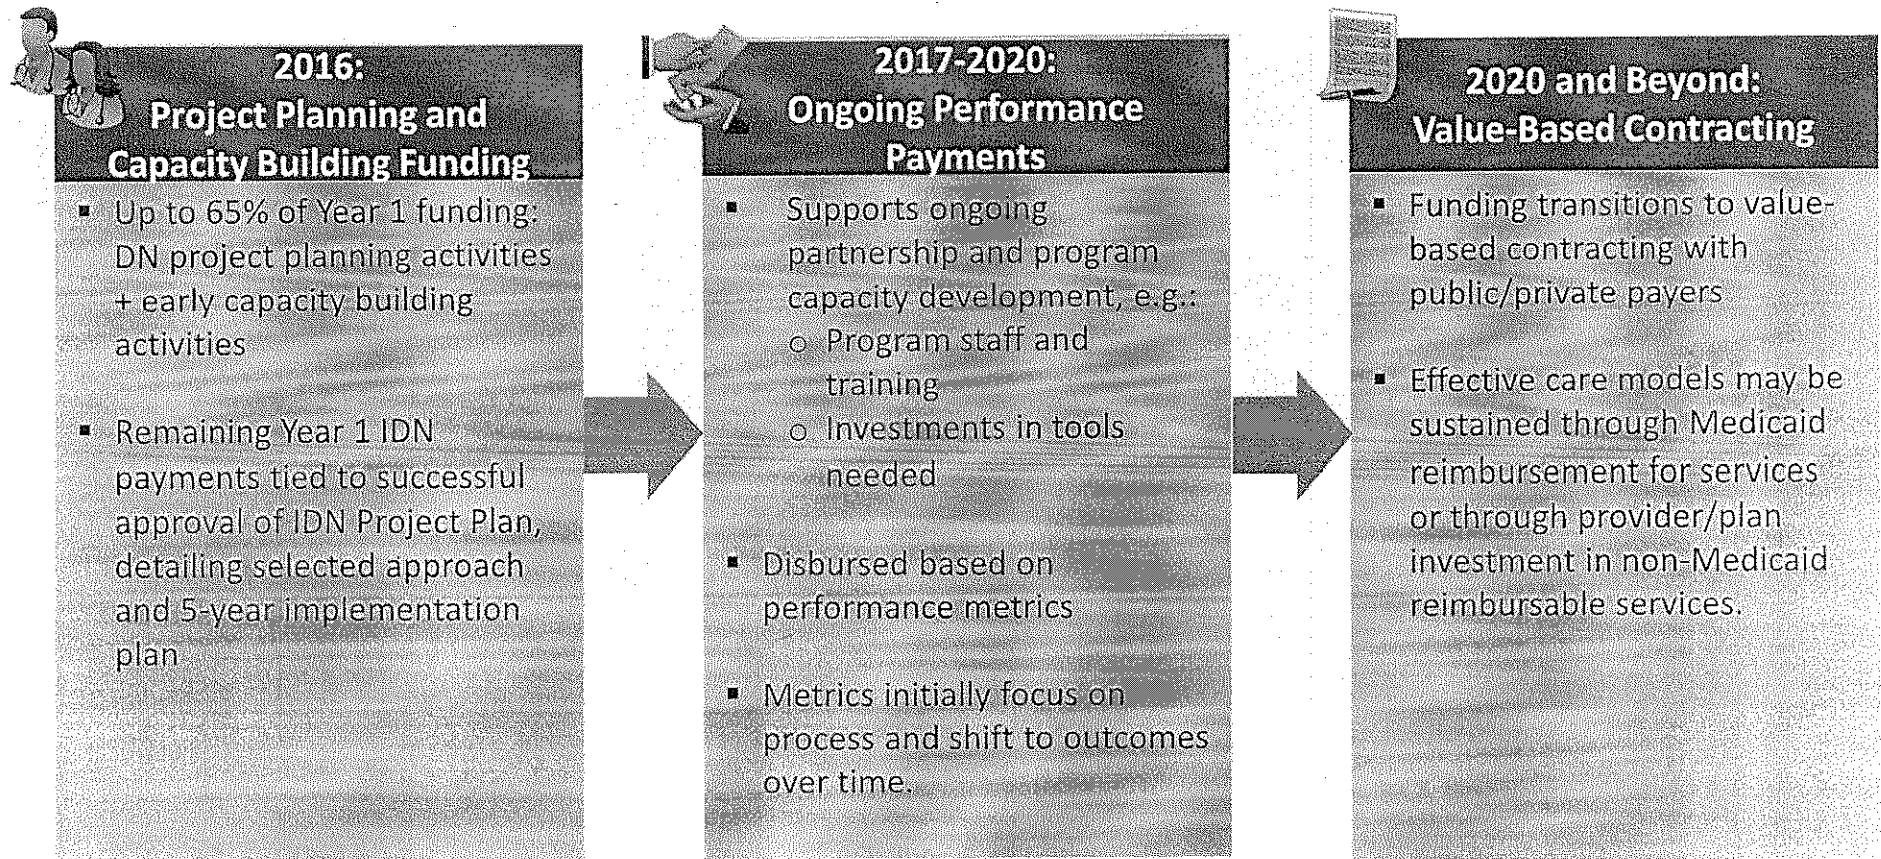 2016:
Project Planning and
Capacity Building Funding
▪ Up to 65% of Year 1 funding:
DN project planning activities
+ early capacity building
activities
▪ Remaining Year 1 IDN
payments tied to successful
approval of IDN Project Plan,
detailing selected approach
and 5-year implementation
plan
2017-2020:
Ongoing Performance
Payments
▪ Supports ongoing
partnership and program
capacity development, e.g.:
○ Program staff and
training
○ Investments in tools
needed
▪ Disbursed based on
performance metrics
▪ Metrics initially focus on
process and shift to outcomes
over time.
2020 and Beyond:
Value-Based Contracting
▪ Funding transitions to value-
based contracting with
public/private payers
▪ Effective care models may be
sustained through Medicaid
reimbursement for services
or through provider/plan
investment in non-Medicaid
reimbursable services.